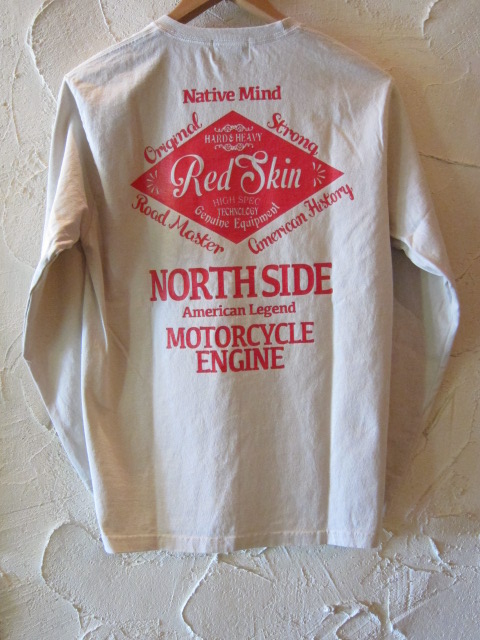 Native Mind
Original
Strong
HARD & HEAVY
Red Skin
HIGH SPEC
TECHNOLOGY
Genuine Equipment
Road Master
American History
NORTH SIDE
American Legend
MOTORCYCLE
ENGINE